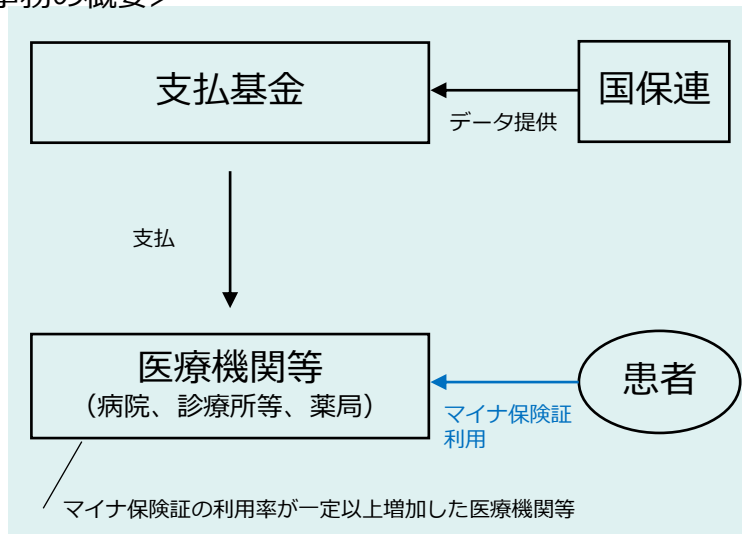 事務の概要＞
支払基金
国保連
データ提供
支払
医療機関等
（病院、診療所等、薬局）
患者
マイナ保険証
利用
マイナ保険証の利用率が一定以上増加した医療機関等